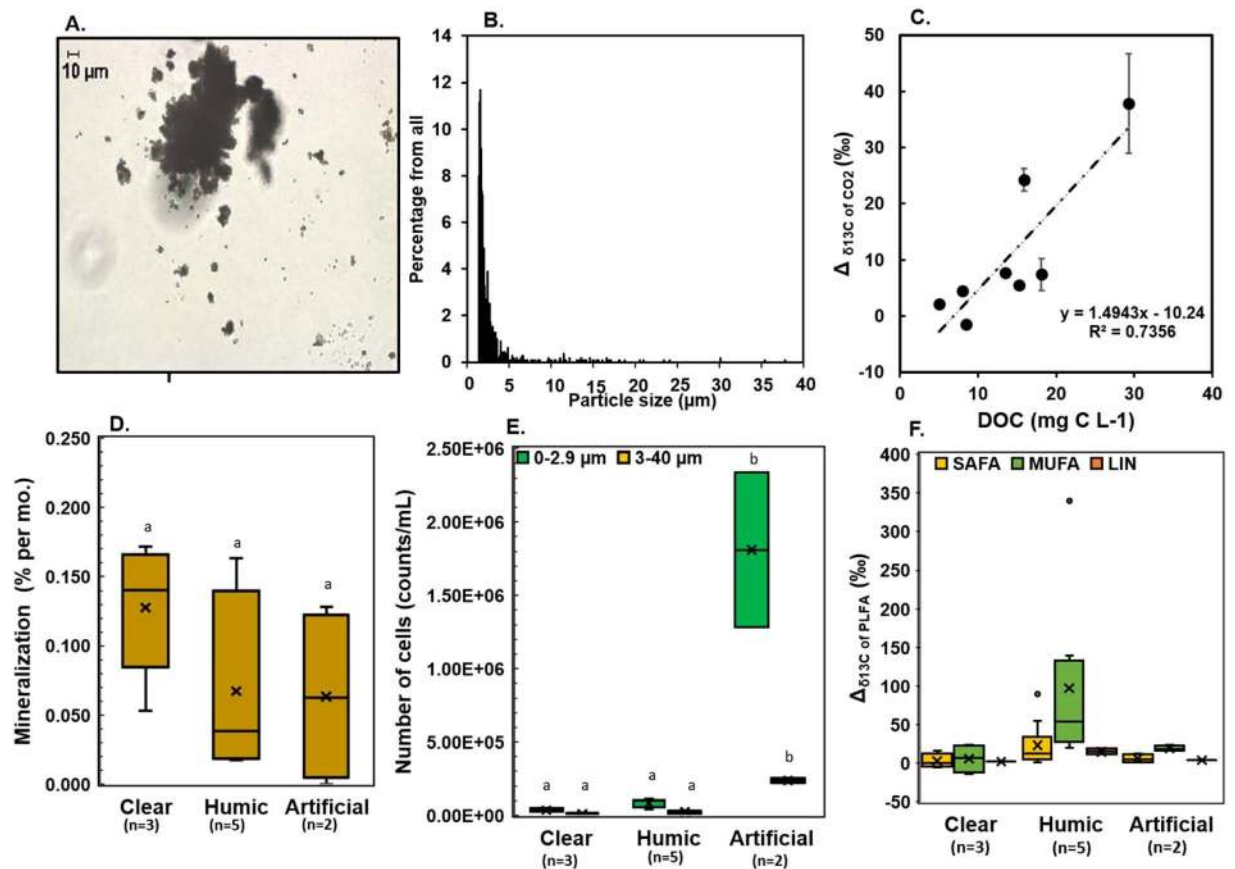 A.
10 µm
B.
Percentage from all
14
12
10
8
6
4
2
0
0
5
10
15
20
25
30
35
40
Particle size (µm)
C.
Δ δ13C of CO2 (‰)
50
40
30
20
10
0
-10
0
10
20
30
40
y = 1.4943x - 10.24
R² = 0.7356
DOC (mg C L-1)
D.
Mineralization (% per mo.)
0.250
0.200
0.150
0.100
0.050
0.000
a
a
a
Clear
Humic
Artificial
(n=3)
(n=5)
(n=2)
E.
Number of cells (counts/mL)
2.50E+06
2.00E+06
1.50E+06
1.00E+06
5.00E+05
0.00E+00
0-2.9 µm
3-40 µm
a
a
a
a
b
b
Clear
Humic
Artificial
(n=3)
(n=5)
(n=2)
F.
Δδ13C of PLFA (‰)
400
350
300
250
200
150
100
50
0
-50
SAFA
MUFA
LIN
Clear
Humic
Artificial
(n=3)
(n=5)
(n=2)